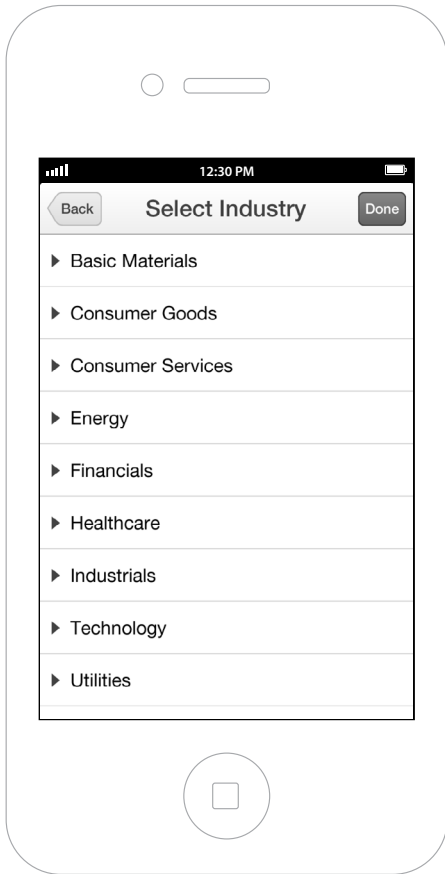 12:30 PM
Back Select Industry Done
Basic Materials
Consumer Goods
Consumer Services
Energy
Financials
Healthcare
Industrials
Technology
Utilities